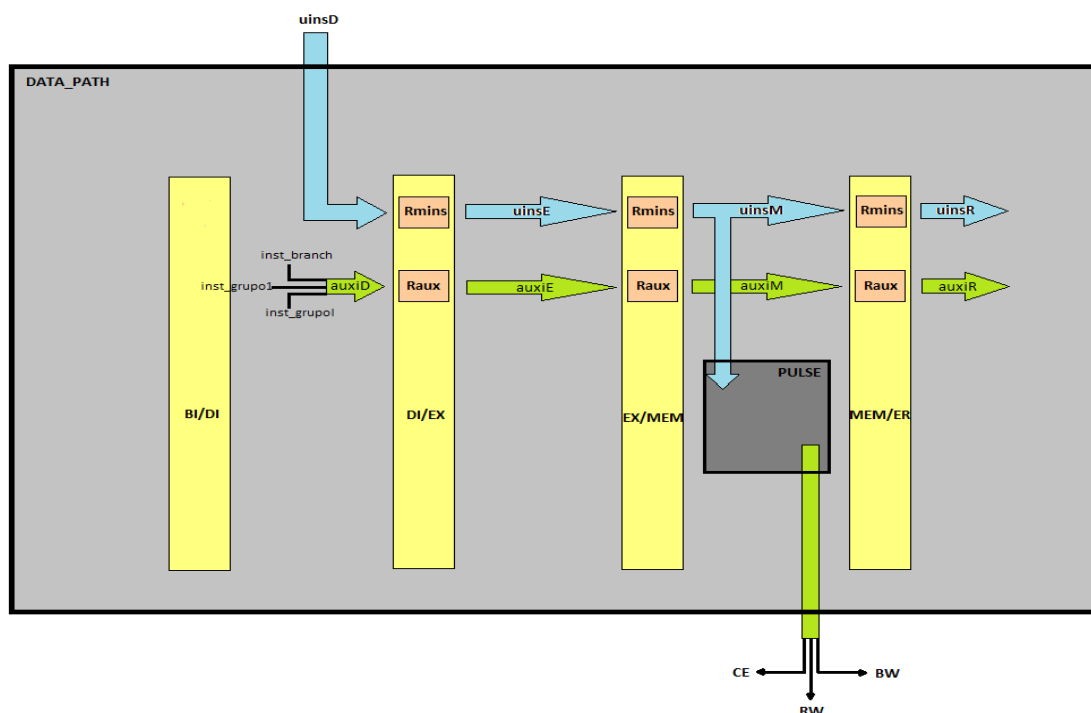 uinsD
DATA_PATH
Rmins
uinsE
Rmins
uinsM
Rmins
uinsR
inst_branch
inst_grupo1
auxiD
Raux
auxiE
Raux
auxiM
Raux
auxiR
inst_grupoI
PULSE
BI/DI
DI/EX
EX/MEM
MEM/ER
CE
BW
RW